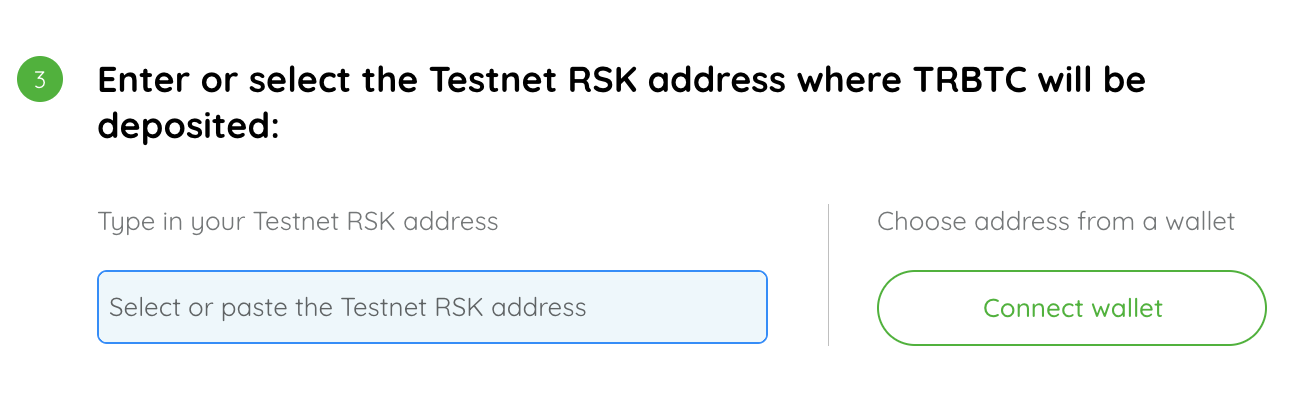 3
Enter or select the Testnet RSK address where TRBTC will be
deposited:
Type in your Testnet RSK address
Select or paste the Testnet RSK address
Choose address from a wallet
Connect wallet